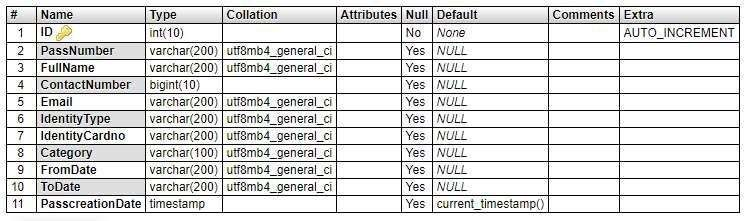 # Name Type Collation Attributes Null Default Comments Extra
1 ID int(10) No None AUTO_INCREMENT
2 PassNumber varchar(200) utf8mb4_general_ci Yes NULL
3 FullName varchar(200) utf8mb4_general_ci Yes NULL
4 ContactNumber bigint(10) Yes NULL
5 Email varchar(200) utf8mb4_general_ci Yes NULL
6 IdentityType varchar(200) utf8mb4_general_ci Yes NULL
7 IdentityCardno varchar(200) utf8mb4_general_ci Yes NULL
8 Category varchar(100) utf8mb4_general_ci Yes NULL
9 FromDate varchar(200) utf8mb4_general_ci Yes NULL
10 ToDate varchar(200) utf8mb4_general_ci Yes NULL
11 PasscreationDate timestamp Yes current_timestamp()